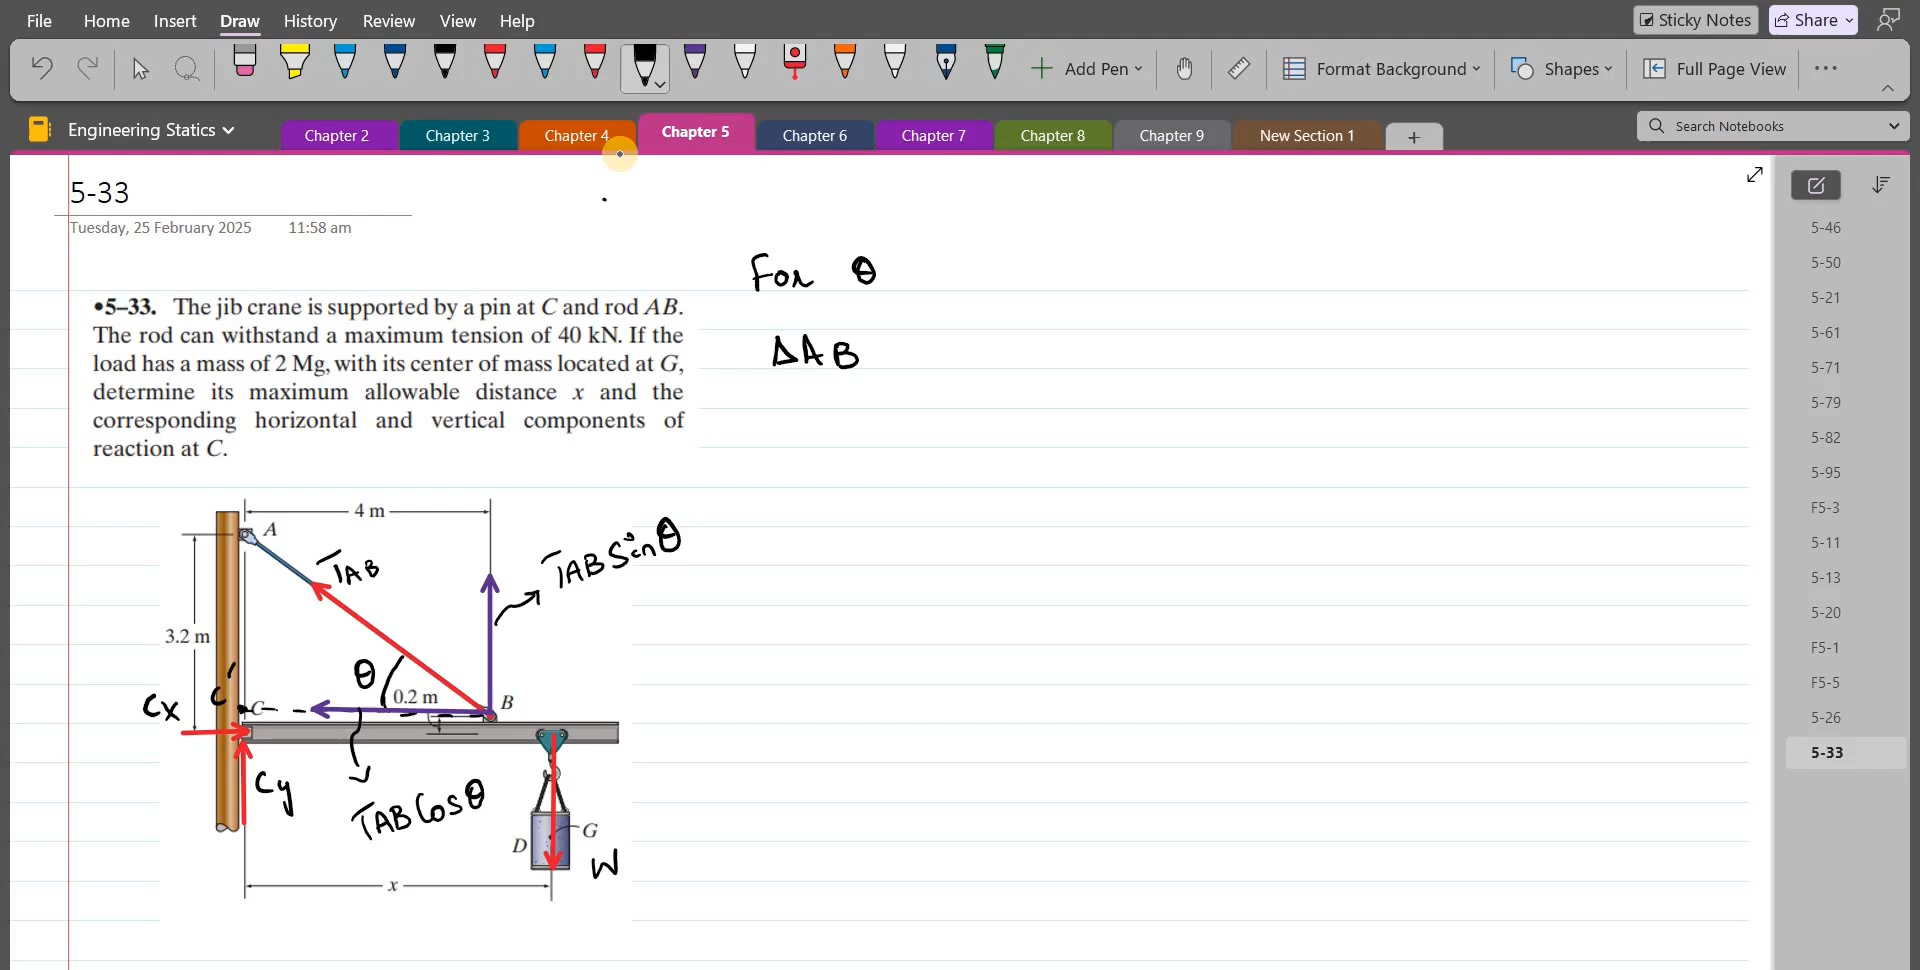 File Home Insert Draw History Review View Help
Sticky Notes Share
Add Pen Format Background Shapes Full Page View
Engineering Statics Chapter 2 Chapter 3 Chapter 4 Chapter 5 Chapter 6 Chapter 7 Chapter 8 Chapter 9 New Section 1 + Search Notebooks
5-33
Tuesday, 25 February 2025 11:58 am
•5–33. The jib crane is supported by a pin at C and rod AB.
The rod can withstand a maximum tension of 40 kN. If the
load has a mass of 2 Mg, with its center of mass located at G,
determine its maximum allowable distance x and the
corresponding horizontal and vertical components of
reaction at C.
For θ
ΔAB
4 m
A
TAB
TAB Sinθ
3.2 m
θ
0.2 m
B
C'
C
Cx
Cy
TAB Cosθ
D
G
W
x
5-46
5-50
5-21
5-61
5-71
5-79
5-82
5-95
F5-3
5-11
5-13
5-20
F5-1
F5-5
5-26
5-33